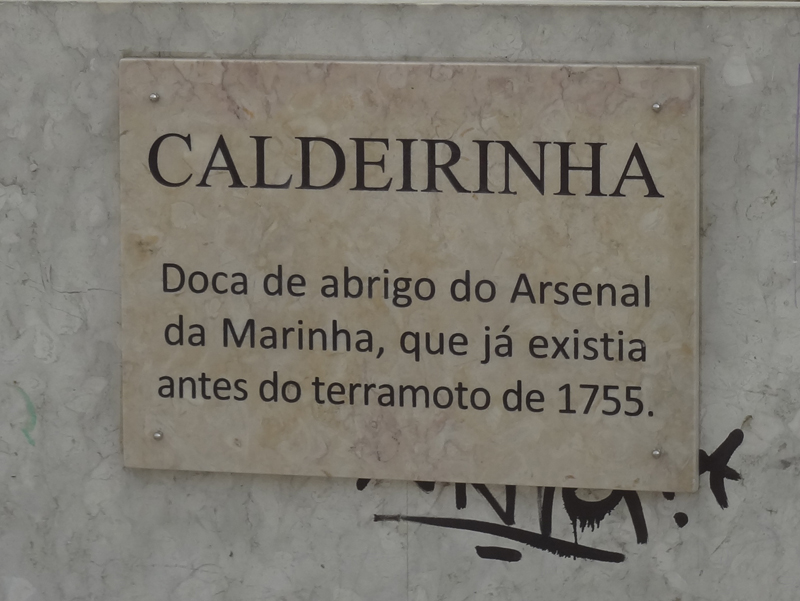 CALDEIRINHA
Doca de abrigo do Arsenal
da Marinha, que já existia
antes do terramoto de 1755.